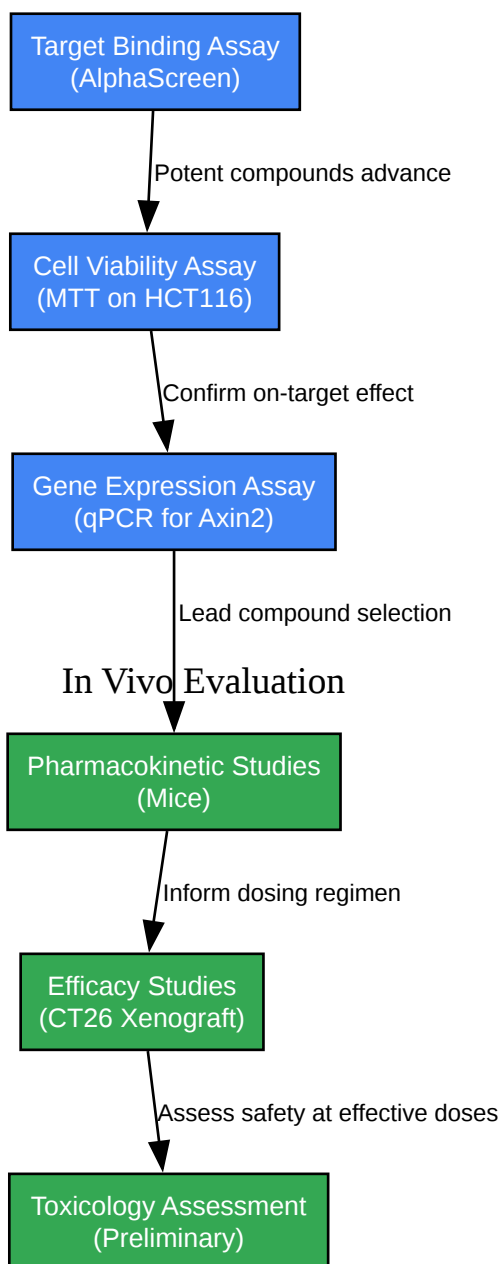 Target Binding Assay
(AlphaScreen)
Potent compounds advance
Cell Viability Assay
(MTT on HCT116)
Confirm on-target effect
Gene Expression Assay
(qPCR for Axin2)
Lead compound selection
In Vivo Evaluation
Pharmacokinetic Studies
(Mice)
Inform dosing regimen
Efficacy Studies
(CT26 Xenograft)
Assess safety at effective doses
Toxicology Assessment
(Preliminary)